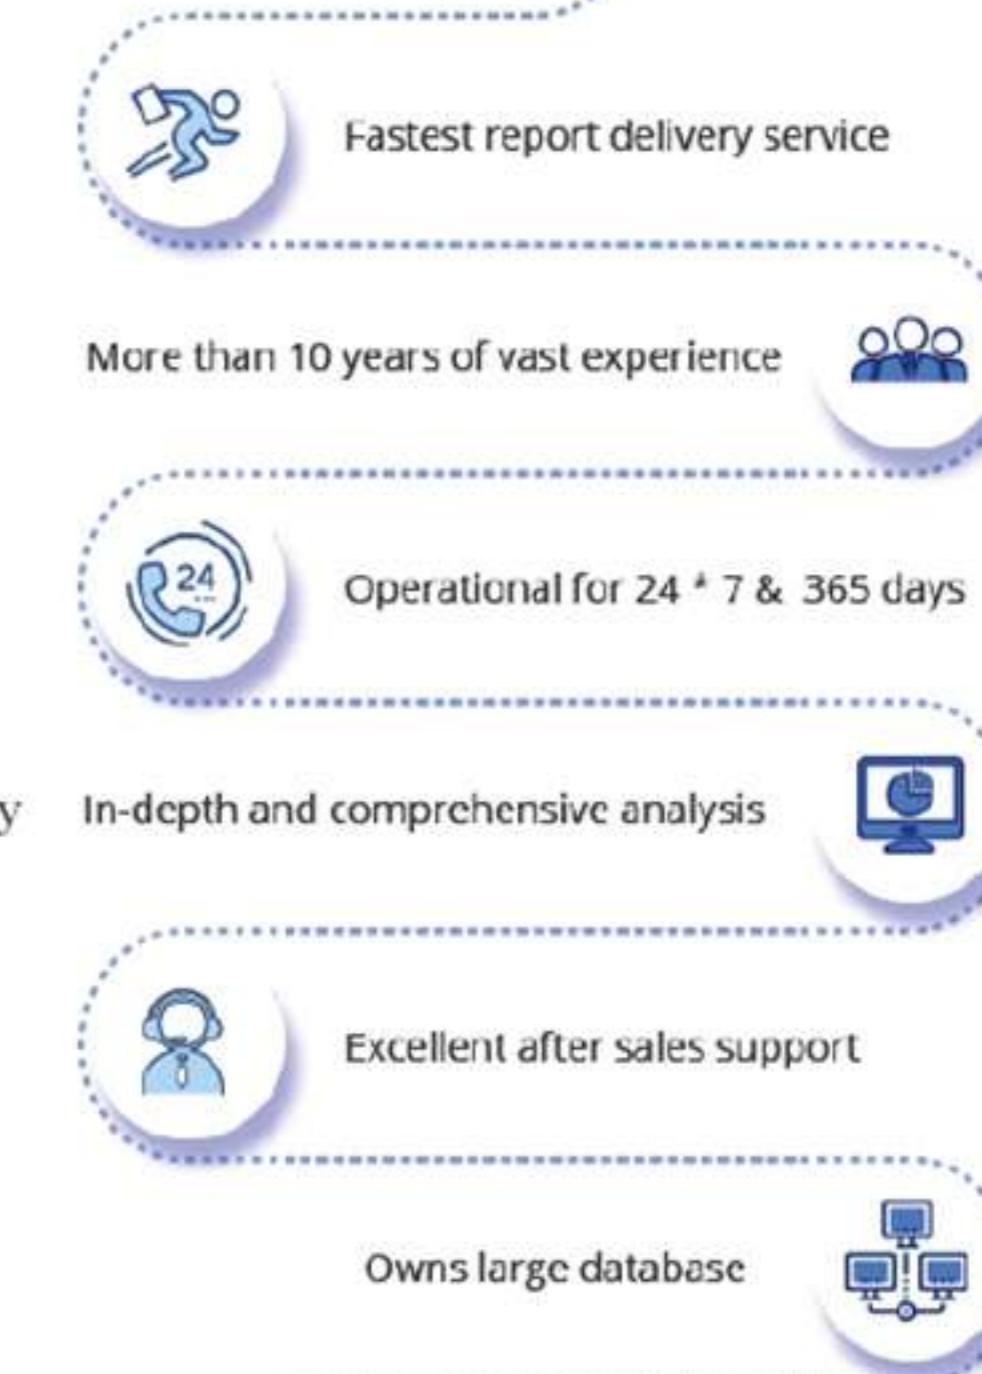 Fastest report delivery service
More than 10 years of vast experience
24
Operational for 24 * 7 & 365 days
y In-depth and comprehensive analysis
Excellent after sales support
Owns large database